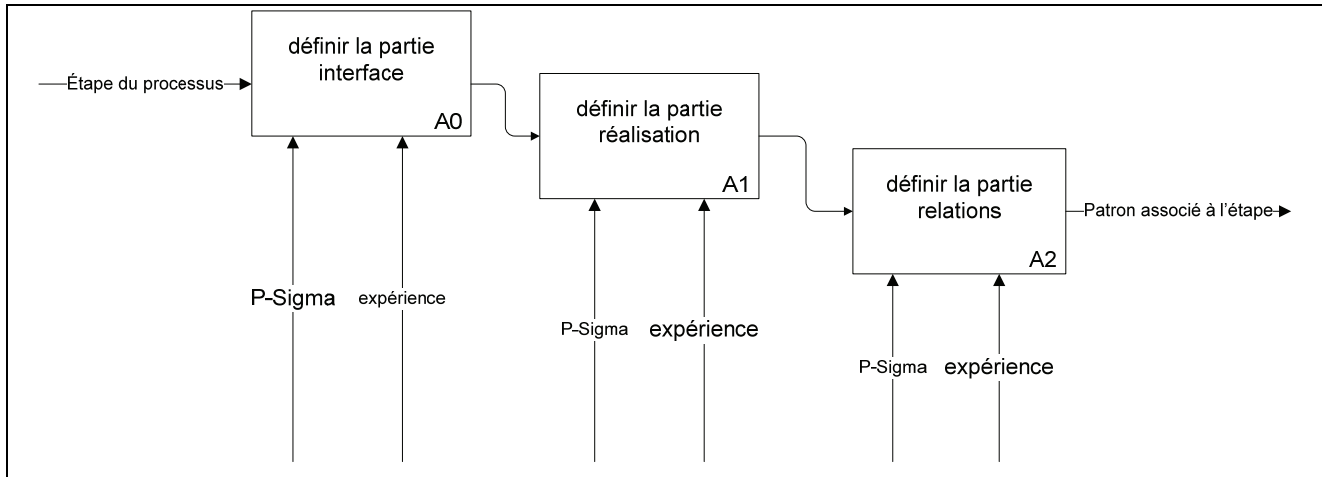 définir la partie
interface
A0
Étape du processus
définir la partie
réalisation
A1
définir la partie
relations
A2
Patron associé à l'étape
P-Sigma
expérience
P-Sigma
expérience
P-Sigma
expérience